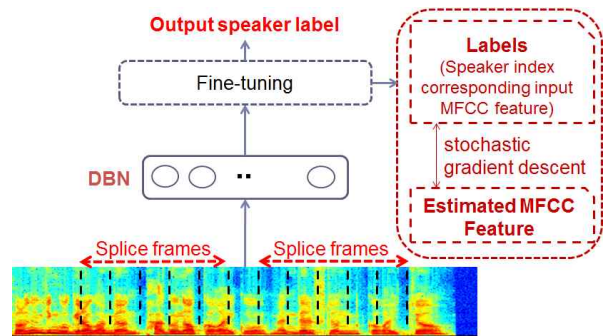 Output speaker label
Fine-tuning
Labels
(Speaker index
corresponding input
MFCC feature)
stochastic
gradient descent
Estimated MFCC
Feature
DBN
..
Splice frames
Splice frames